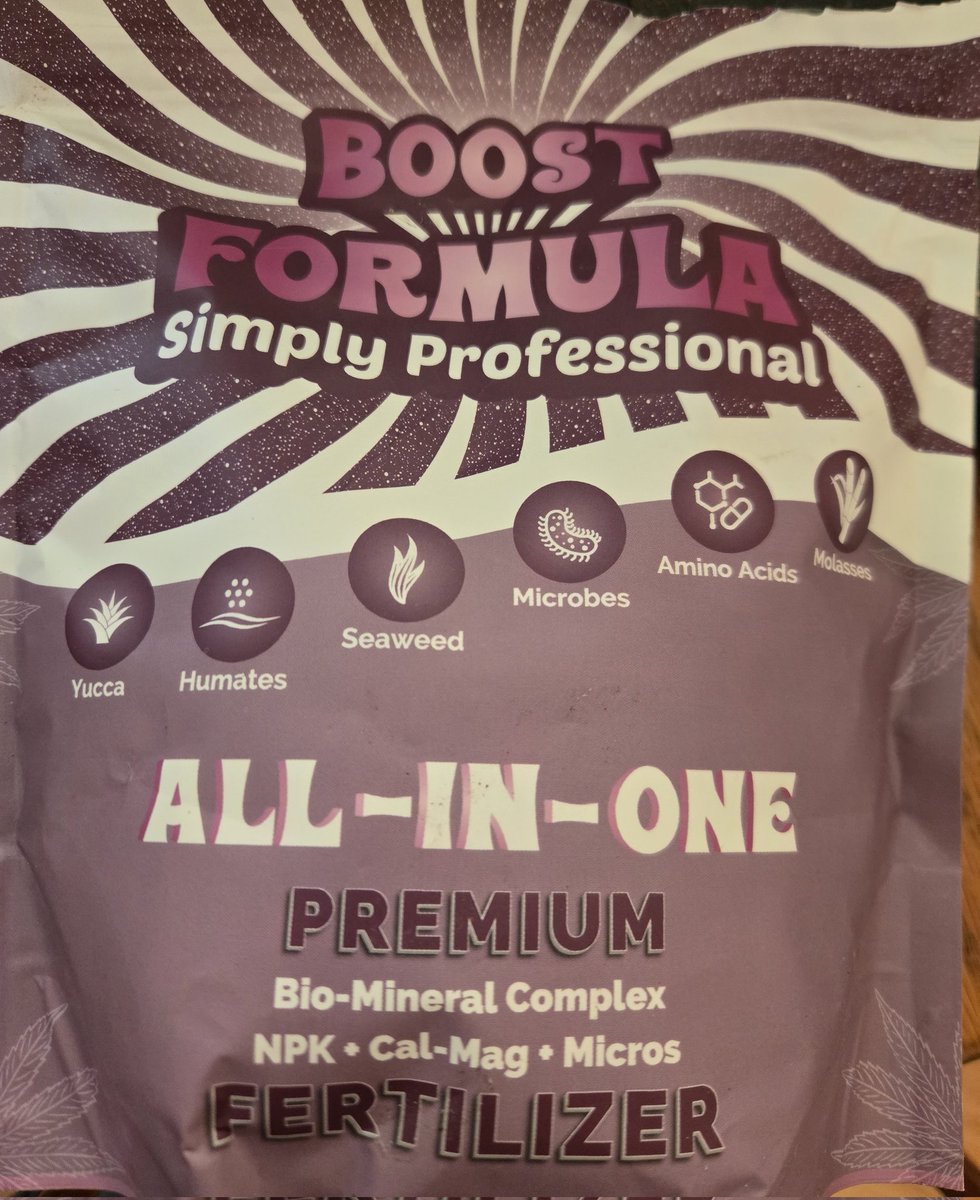 BOOST
FORMULA
Simply Professional
Yucca
Humates
Seaweed
Microbes
Amino Acids
Molasses
ALL-IN-ONE
PREMIUM
Bio-Mineral Complex
NPK + Cal-Mag + Micros
FERTILIZER